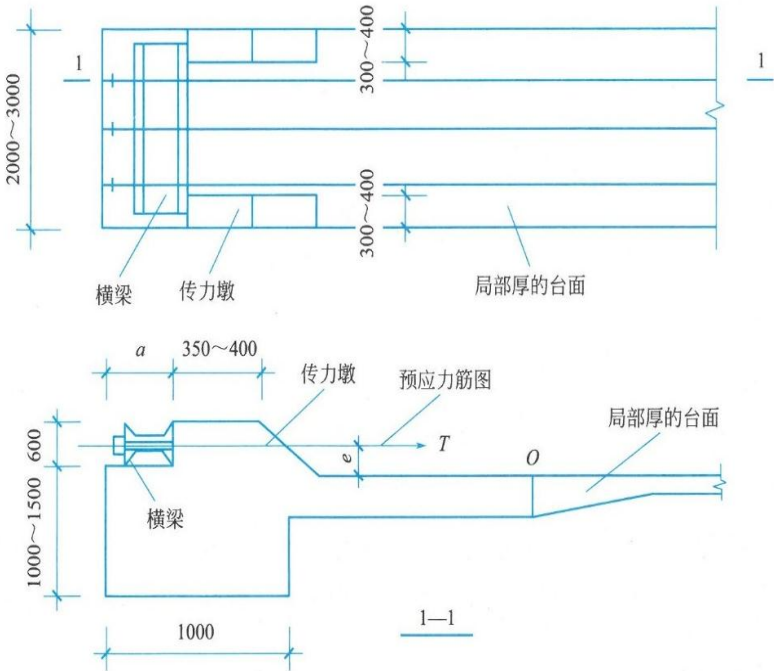 1
1
2000～3000
300～400
300～400
横梁
传力墩
局部厚的台面
a
350～400
传力墩
预应力筋图
局部厚的台面
600
T
e
O
横梁
1000～1500
1000
1—1